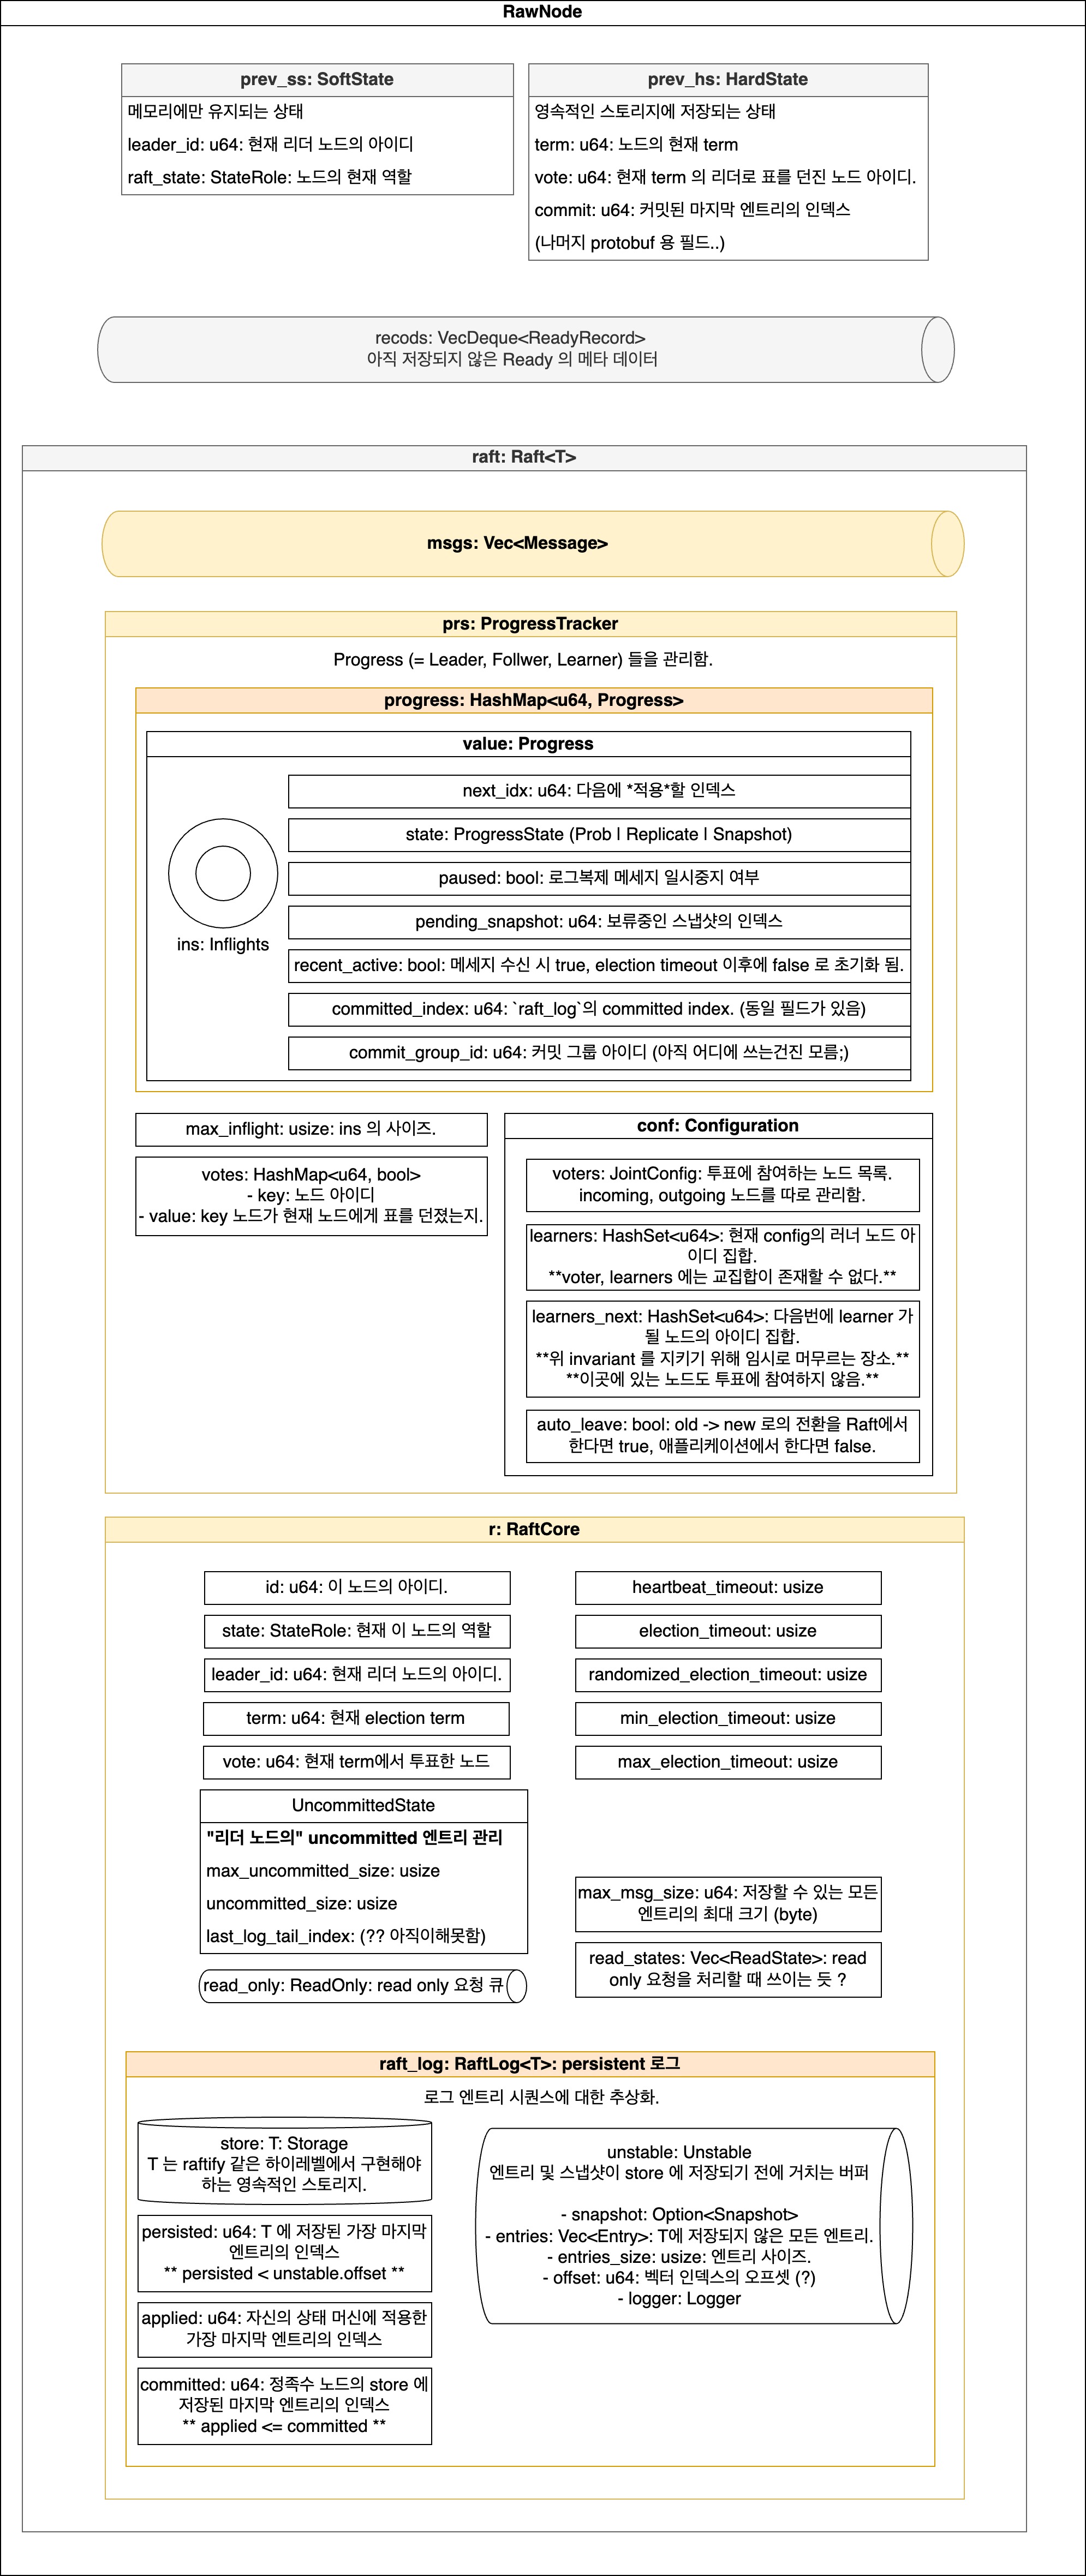 RawNode
prev_ss: SoftState
메모리에만 유지되는 상태
leader_id: u64: 현재 리더 노드의 아이디
raft_state: StateRole: 노드의 현재 역할
prev_hs: HardState
영속적인 스토리지에 저장되는 상태
term: u64: 노드의 현재 term
vote: u64: 현재 term 의 리더로 표를 던진 노드 아이디.
commit: u64: 커밋된 마지막 엔트리의 인덱스
(나머지 protobuf 용 필드..)
recods: VecDeque<ReadyRecord>
아직 저장되지 않은 Ready 의 메타 데이터
raft: Raft<T>
msgs: Vec<Message>
prs: ProgressTracker
Progress (= Leader, Follwer, Learner) 들을 관리함.
progress: HashMap<u64, Progress>
value: Progress
ins: Inflights
next_idx: u64: 다음에 *적용*할 인덱스
state: ProgressState (Prob | Replicate | Snapshot)
paused: bool: 로그복제 메세지 일시중지 여부
pending_snapshot: u64: 보류중인 스냅샷의 인덱스
recent_active: bool: 메세지 수신 시 true, election timeout 이후에 false 로 초기화 됨.
committed_index: u64: `raft_log`의 committed index. (동일 필드가 있음)
commit_group_id: u64: 커밋 그룹 아이디 (아직 어디에 쓰는건진 모름;)
max_inflight: usize: ins 의 사이즈.
votes: HashMap<u64, bool>
- key: 노드 아이디
- value: key 노드가 현재 노드에게 표를 던졌는지.
conf: Configuration
voters: JointConfig: 투표에 참여하는 노드 목록.
incoming, outgoing 노드를 따로 관리함.
learners: HashSet<u64>: 현재 config의 러너 노드 아
이디 집합.
**voter, learners 에는 교집합이 존재할 수 없다.**
learners_next: HashSet<u64>: 다음번에 learner 가
될 노드의 아이디 집합.
**위 invariant 를 지키기 위해 임시로 머무르는 장소.**
**이곳에 있는 노드도 투표에 참여하지 않음.**
auto_leave: bool: old -> new 로의 전환을 Raft에서
한다면 true, 애플리케이션에서 한다면 false.
r: RaftCore
id: u64: 이 노드의 아이디.
state: StateRole: 현재 이 노드의 역할
leader_id: u64: 현재 리더 노드의 아이디.
term: u64: 현재 election term
vote: u64: 현재 term에서 투표한 노드
UncommittedState
"리더 노드의" uncommitted 엔트리 관리
max_uncommitted_size: usize
uncommitted_size: usize
last_log_tail_index: (?? 아직이해못함)
read_only: ReadOnly: read only 요청 큐
heartbeat_timeout: usize
election_timeout: usize
randomized_election_timeout: usize
min_election_timeout: usize
max_election_timeout: usize
max_msg_size: u64: 저장할 수 있는 모든
엔트리의 최대 크기 (byte)
read_states: Vec<ReadState>: read
only 요청을 처리할 때 쓰이는 듯 ?
raft_log: RaftLog<T>: persistent 로그
로그 엔트리 시퀀스에 대한 추상화.
store: T: Storage
T 는 raftify 같은 하이레벨에서 구현해야
하는 영속적인 스토리지.
persisted: u64: T 에 저장된 가장 마지막
엔트리의 인덱스
** persisted < unstable.offset **
applied: u64: 자신의 상태 머신에 적용한
가장 마지막 엔트리의 인덱스
committed: u64: 정족수 노드의 store 에
저장된 마지막 엔트리의 인덱스
** applied <= committed **
unstable: Unstable
엔트리 및 스냅샷이 store 에 저장되기 전에 거치는 버퍼
- snapshot: Option<Snapshot>
- entries: Vec<Entry>: T에 저장되지 않은 모든 엔트리.
- entries_size: usize: 엔트리 사이즈.
- offset: u64: 벡터 인덱스의 오프셋 (?)
- logger: Logger